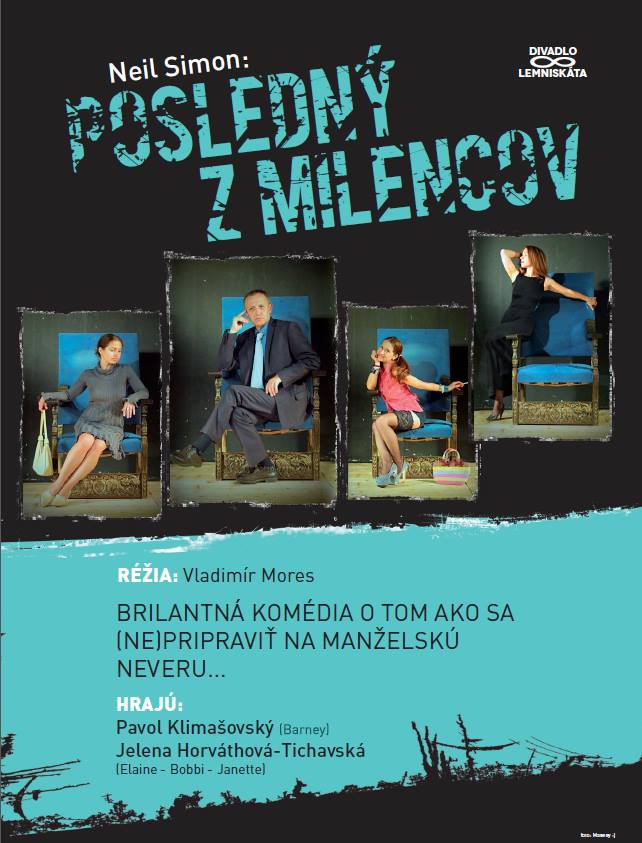 Neil Simon:
DIVADLO
LEMNISKÁTA
POSLEDNÝ
Z MILENCOV
RÉŽIA: Vladimír Mores
BRILANTNÁ KOMÉDIA O TOM AKO SA
(NE)PRIPRAVIŤ NA MANŽELSKÚ
NEVERU...
HRAJÚ:
Pavol Klimašovský (Barney)
Jelena Horváthová-Tichavská
(Elaine - Bobbi - Janette)